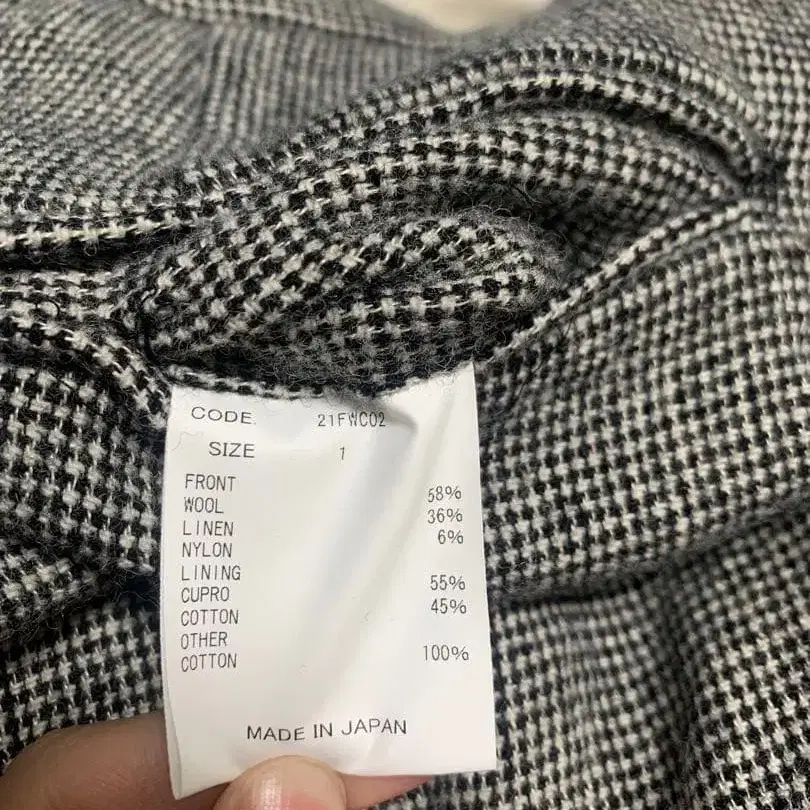 CODE 21FWC02
SIZE 1
FRONT
WOOL 58%
LINEN 36%
NYLON 6%
LINING
CUPRO 55%
COTTON 45%
OTHER
COTTON 100%
MADE IN JAPAN